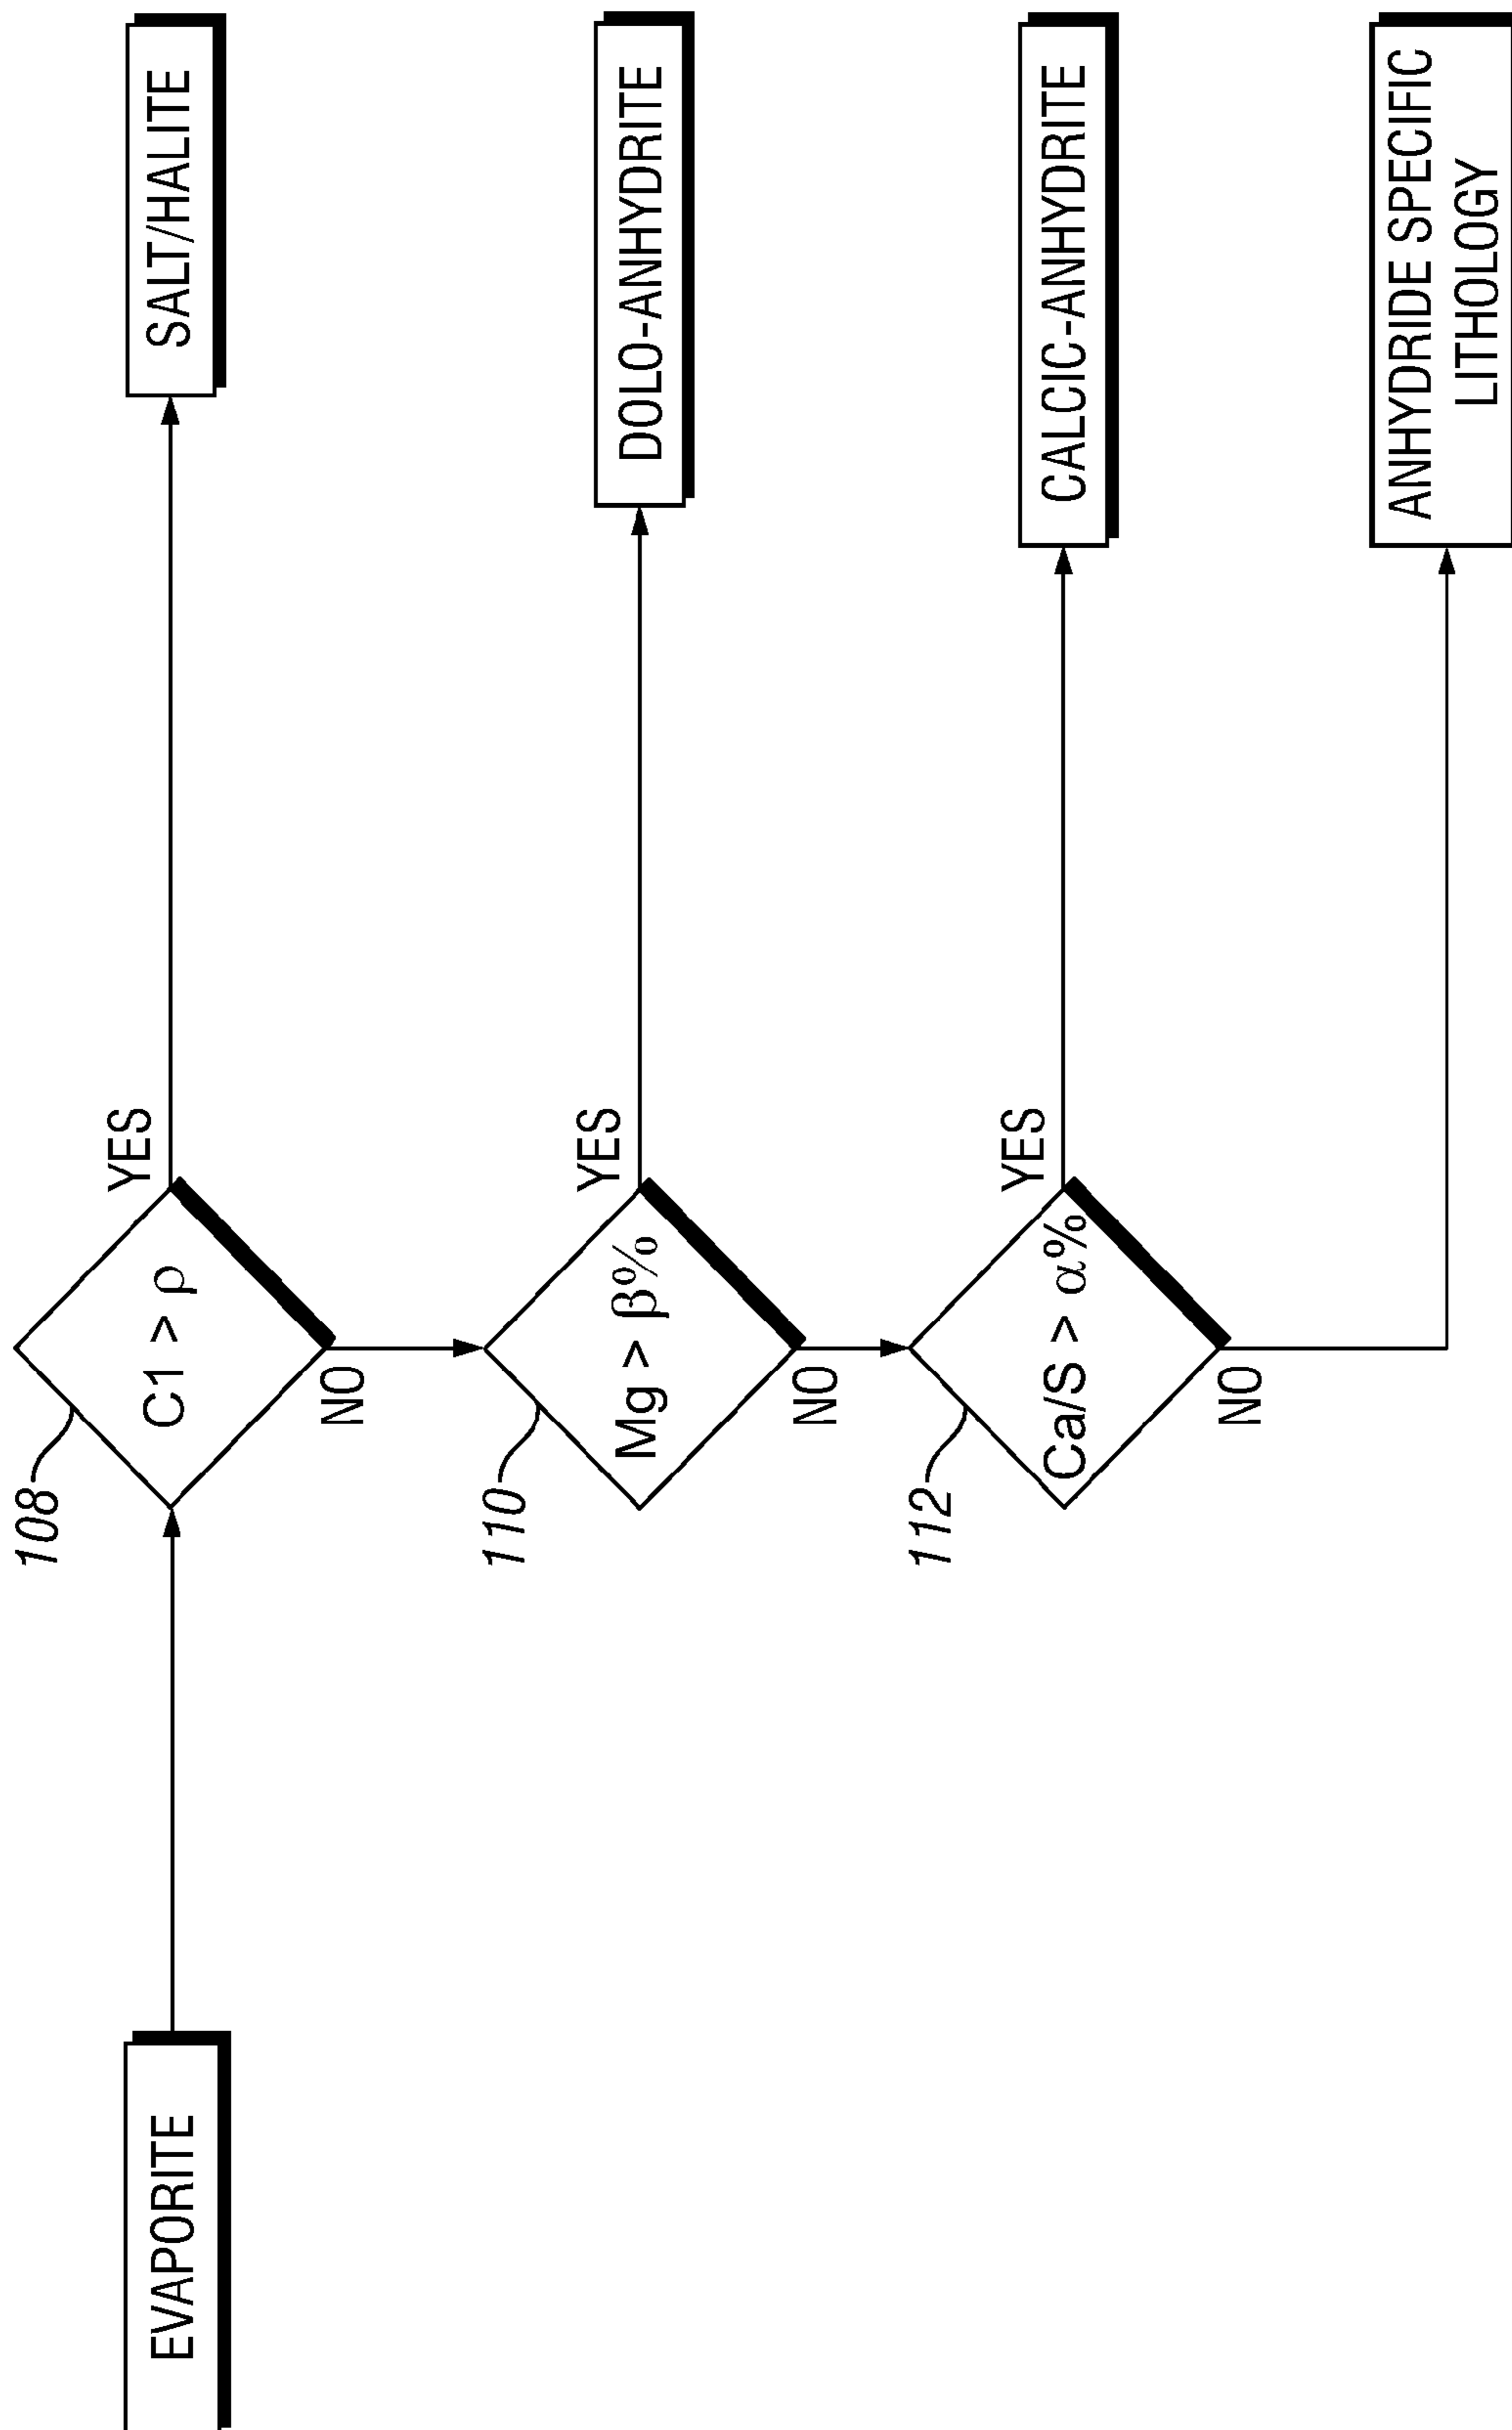 EVAPORITE
108
C1 > ρ
YES
SALT/HALITE
NO
110
Mg > β%
YES
DOLO-ANHYDRITE
NO
112
Ca/S > α%
YES
CALCIC-ANHYDRITE
NO
ANHYDRIDE SPECIFIC
LITHOLOGY